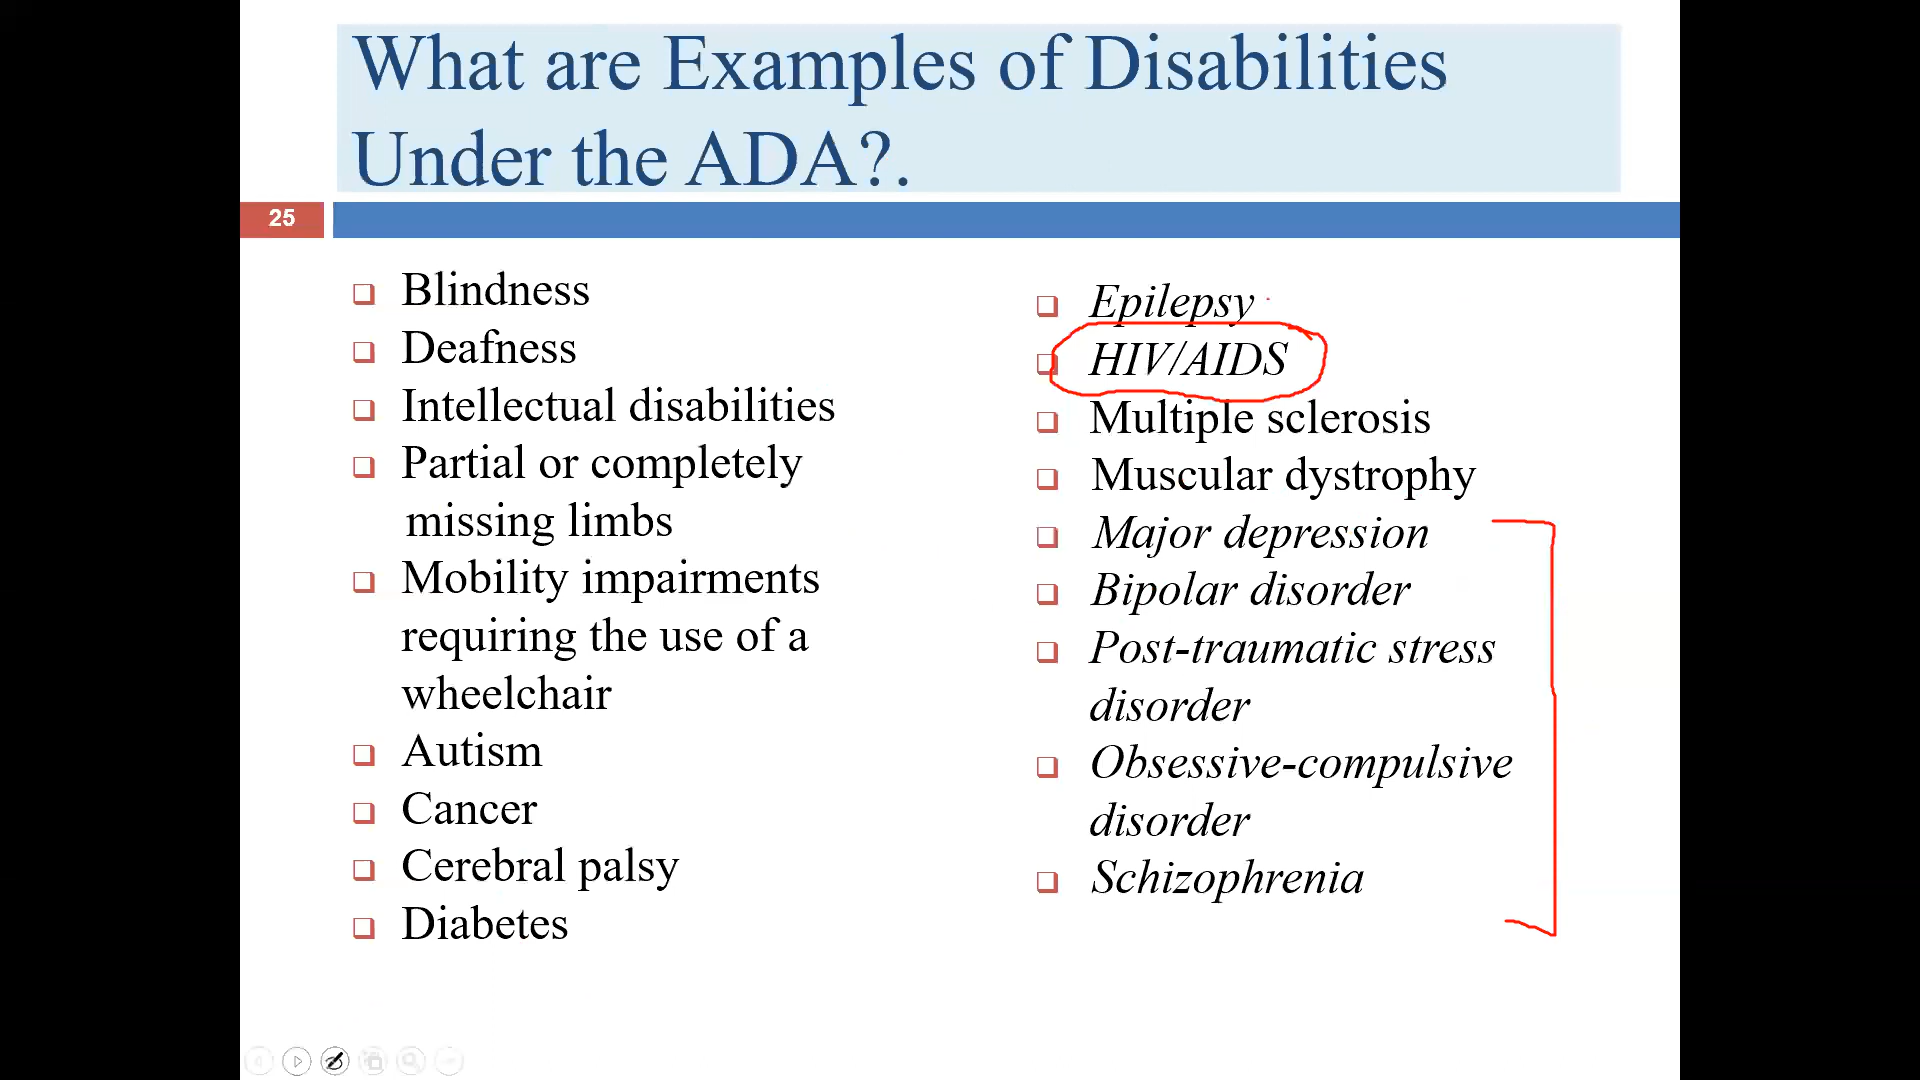 What are Examples of Disabilities
Under the ADA?.
25
Blindness
Deafness
Intellectual disabilities
Partial or completely
missing limbs
Mobility impairments
requiring the use of a
wheelchair
Autism
Cancer
Cerebral palsy
Diabetes
Epilepsy
HIV/AIDS
Multiple sclerosis
Muscular dystrophy
Major depression
Bipolar disorder
Post-traumatic stress
disorder
Obsessive-compulsive
disorder
Schizophrenia